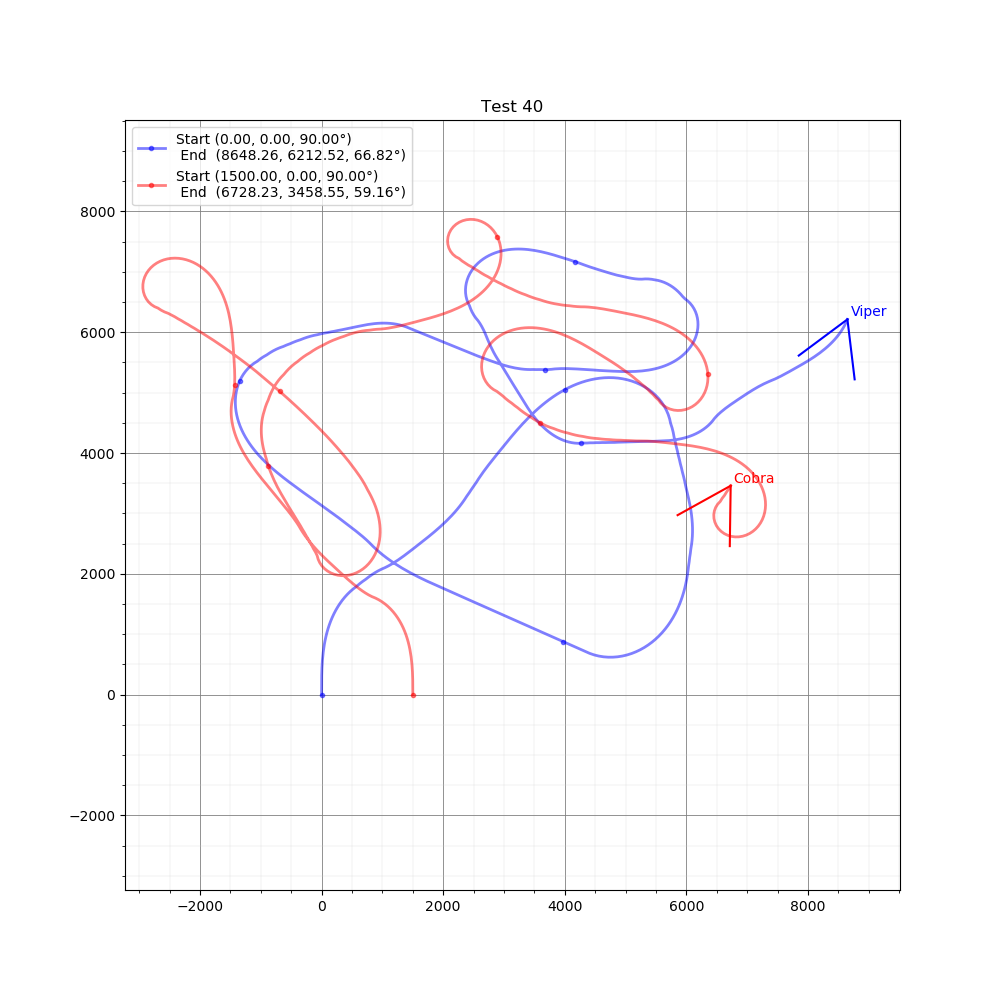 Test 40
Start (0.00, 0.00, 90.00°)
End  (8648.26, 6212.52, 66.82°)
Start (1500.00, 0.00, 90.00°)
End  (6728.23, 3458.55, 59.16°)
8000
6000
4000
2000
0
−2000
Viper
Cobra
−2000
0
2000
4000
6000
8000